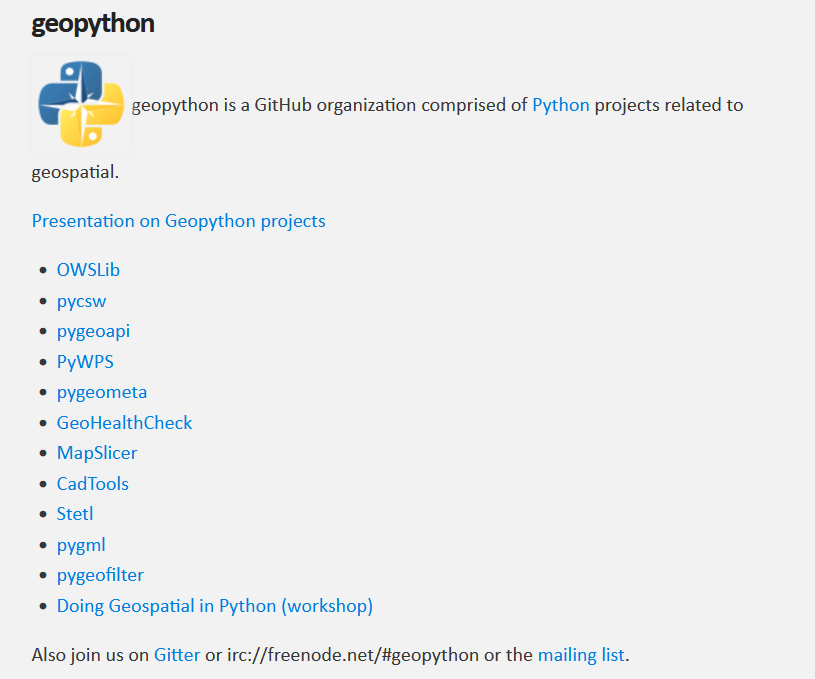 geopython
geopython is a GitHub organization comprised of Python projects related to
geospatial.
Presentation on Geopython projects
OWSLib
pycsw
pygeoapi
PyWPS
pygeometa
GeoHealthCheck
MapSlicer
CadTools
Stetl
pygml
pygeofilter
Doing Geospatial in Python (workshop)
Also join us on Gitter or irc://freenode.net/#geopython or the mailing list.